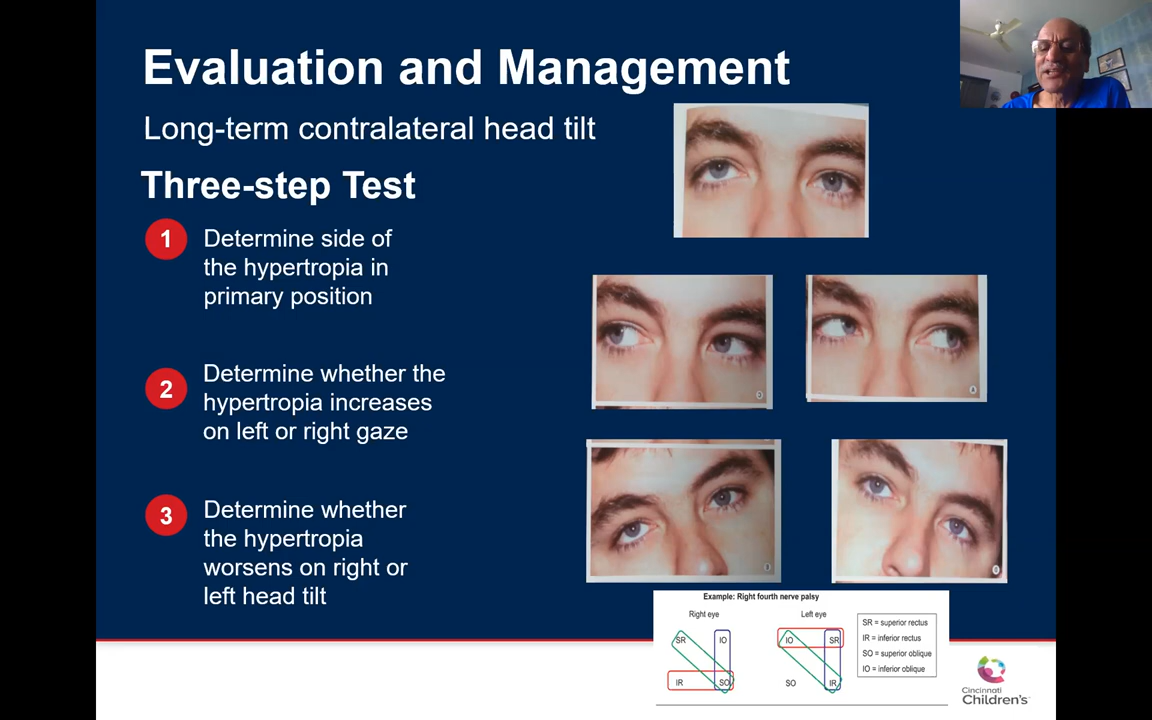 Evaluation and Management
Long-term contralateral head tilt
Three-step Test
1
Determine side of
the hypertropia in
primary position
2
Determine whether the
hypertropia increases
on left or right gaze
3
Determine whether
the hypertropia
worsens on right or
left head tilt
Example: Right fourth nerve palsy
Right eye
Left eye
SR
IO
IO
SR
IR
SO
SO
IR
SR = superior rectus
IR = inferior rectus
SO = superior oblique
IO = inferior oblique
Cincinnati
Children's